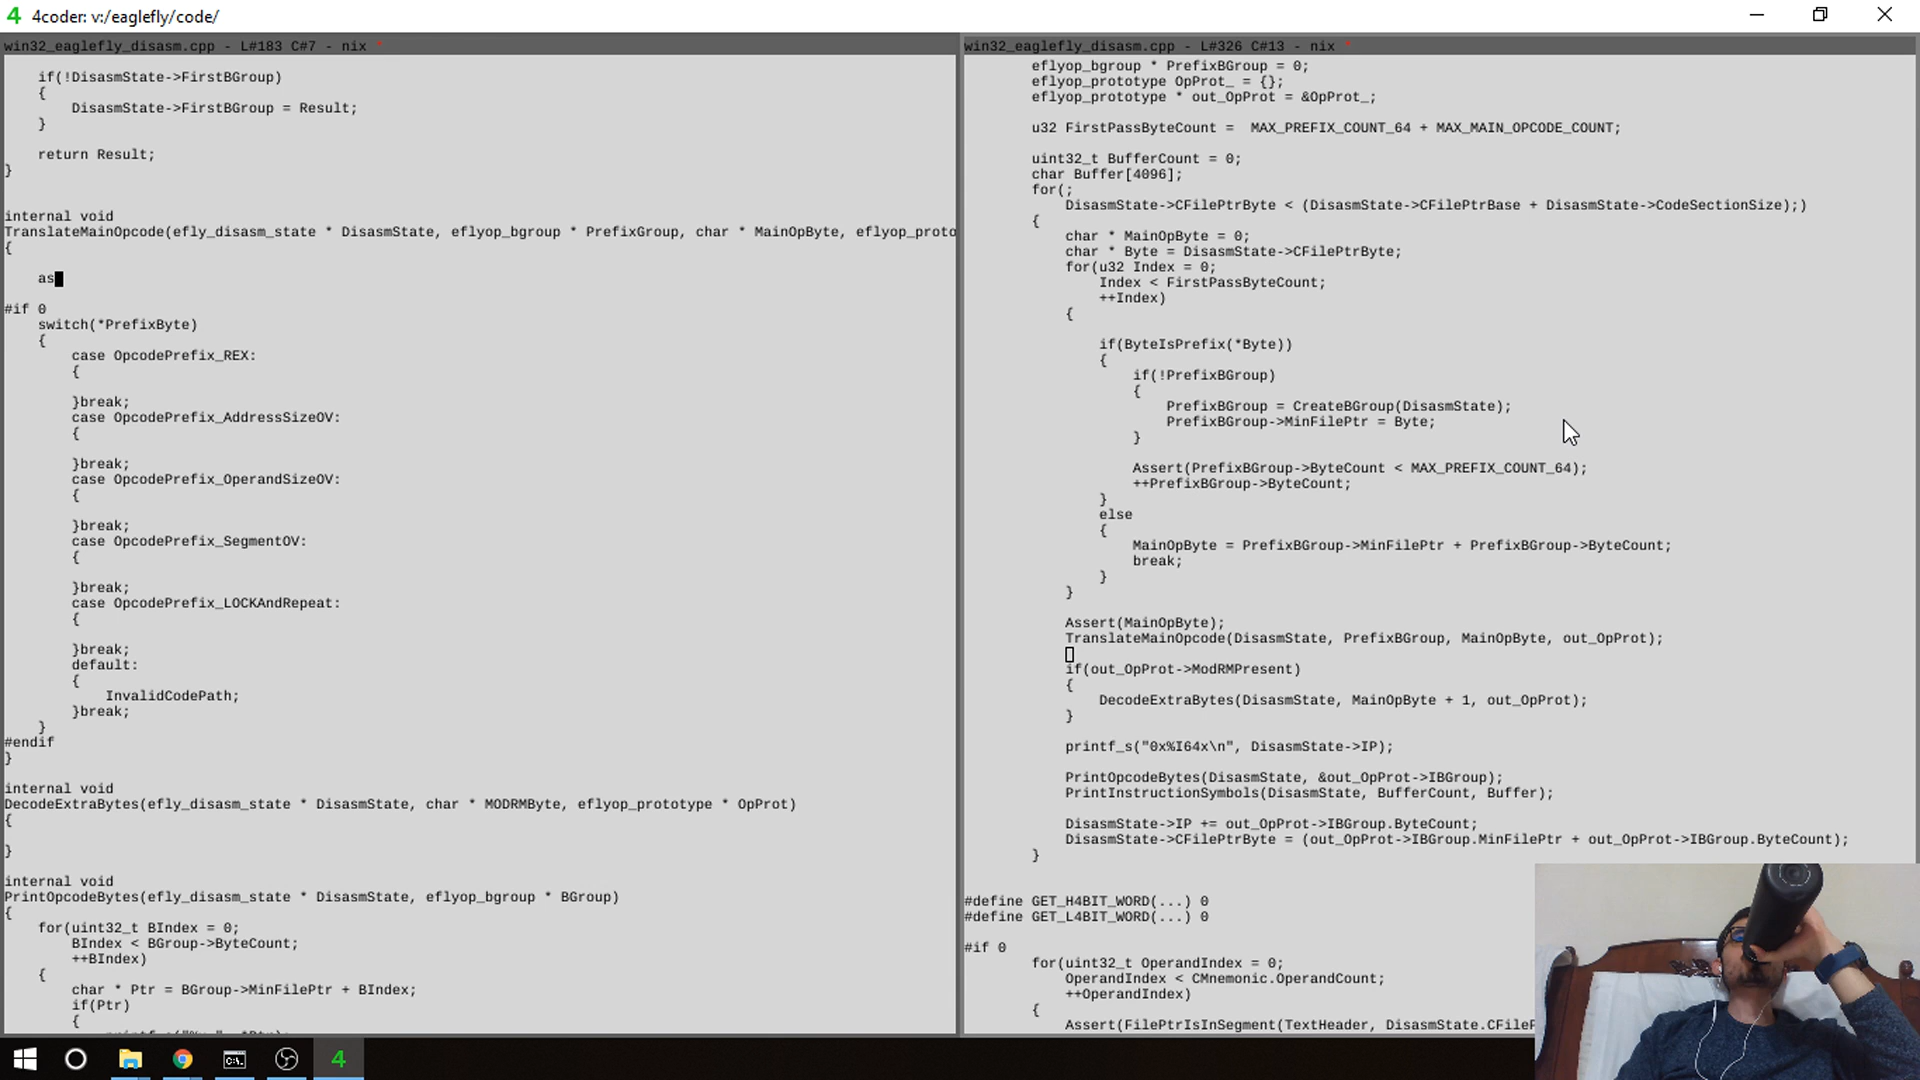 4coder: v:/eaglefly/code/
win32_eaglefly_disasm.cpp - L#183 C#7 - nix *
if(!DisasmState->FirstBGroup)
{
DisasmState->FirstBGroup = Result;
}
return Result;
}
internal void
TranslateMainOpcode(efly_disasm_state * DisasmState, eflyop_bgroup * PrefixGroup, char * MainOpByte, eflyop_proto
{
as
#if 0
switch(*PrefixByte)
{
case OpcodePrefix_REX:
{
}break;
case OpcodePrefix_AddressSizeOV:
{
}break;
case OpcodePrefix_OperandSizeOV:
{
}break;
case OpcodePrefix_SegmentOV:
{
}break;
case OpcodePrefix_LOCKAndRepeat:
{
}break;
default:
{
InvalidCodePath;
}break;
}
#endif
}
internal void
DecodeExtraBytes(efly_disasm_state * DisasmState, char * MODRMByte, eflyop_prototype * OpProt)
{
}
internal void
PrintOpcodeBytes(efly_disasm_state * DisasmState, eflyop_bgroup * BGroup)
{
for(uint32_t BIndex = 0;
BIndex < BGroup->ByteCount;
++BIndex)
{
char * Ptr = BGroup->MinFilePtr + BIndex;
if(Ptr)
{
win32_eaglefly_disasm.cpp - L#326 C#13 - nix *
eflyop_bgroup * PrefixBGroup = 0;
eflyop_prototype OpProt_ = {};
eflyop_prototype * out_OpProt = &OpProt_;
u32 FirstPassByteCount =  MAX_PREFIX_COUNT_64 + MAX_MAIN_OPCODE_COUNT;
uint32_t BufferCount = 0;
char Buffer[4096];
for(;
DisasmState->CFilePtrByte < (DisasmState->CFilePtrBase + DisasmState->CodeSectionSize);)
{
char * MainOpByte = 0;
char * Byte = DisasmState->CFilePtrByte;
for(u32 Index = 0;
Index < FirstPassByteCount;
++Index)
{
if(ByteIsPrefix(*Byte))
{
if(!PrefixBGroup)
{
PrefixBGroup = CreateBGroup(DisasmState);
PrefixBGroup->MinFilePtr = Byte;
}
Assert(PrefixBGroup->ByteCount < MAX_PREFIX_COUNT_64);
++PrefixBGroup->ByteCount;
}
else
{
MainOpByte = PrefixBGroup->MinFilePtr + PrefixBGroup->ByteCount;
break;
}
}
Assert(MainOpByte);
TranslateMainOpcode(DisasmState, PrefixBGroup, MainOpByte, out_OpProt);
if(out_OpProt->ModRMPresent)
{
DecodeExtraBytes(DisasmState, MainOpByte + 1, out_OpProt);
}
printf_s("0x%I64x\n", DisasmState->IP);
PrintOpcodeBytes(DisasmState, &out_OpProt->IBGroup);
PrintInstructionSymbols(DisasmState, BufferCount, Buffer);
DisasmState->IP += out_OpProt->IBGroup.ByteCount;
DisasmState->CFilePtrByte = (out_OpProt->IBGroup.MinFilePtr + out_OpProt->IBGroup.ByteCount);
}
#define GET_H4BIT_WORD(...) 0
#define GET_L4BIT_WORD(...) 0
#if 0
for(uint32_t OperandIndex = 0;
OperandIndex < CMnemonic.OperandCount;
++OperandIndex)
{
Assert(FilePtrIsInSegment(TextHeader, DisasmState.CFileP